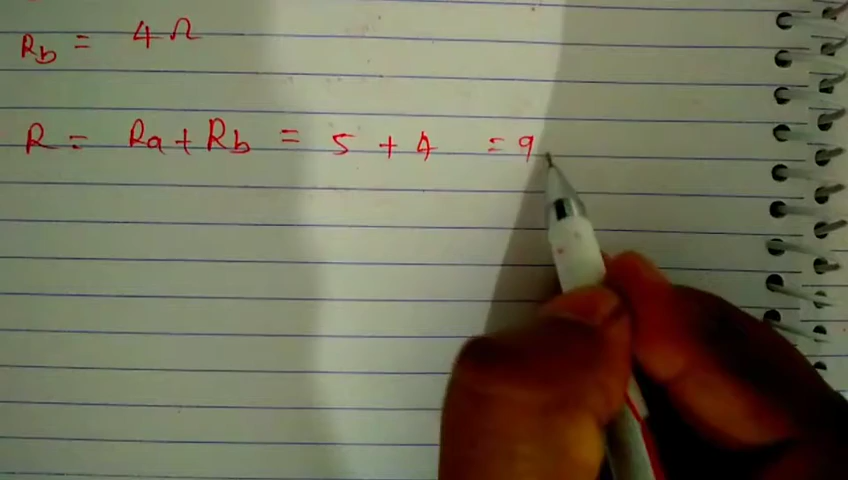 Rb = 4 Ω
R = Ra + Rb = 5 + 4 = 9